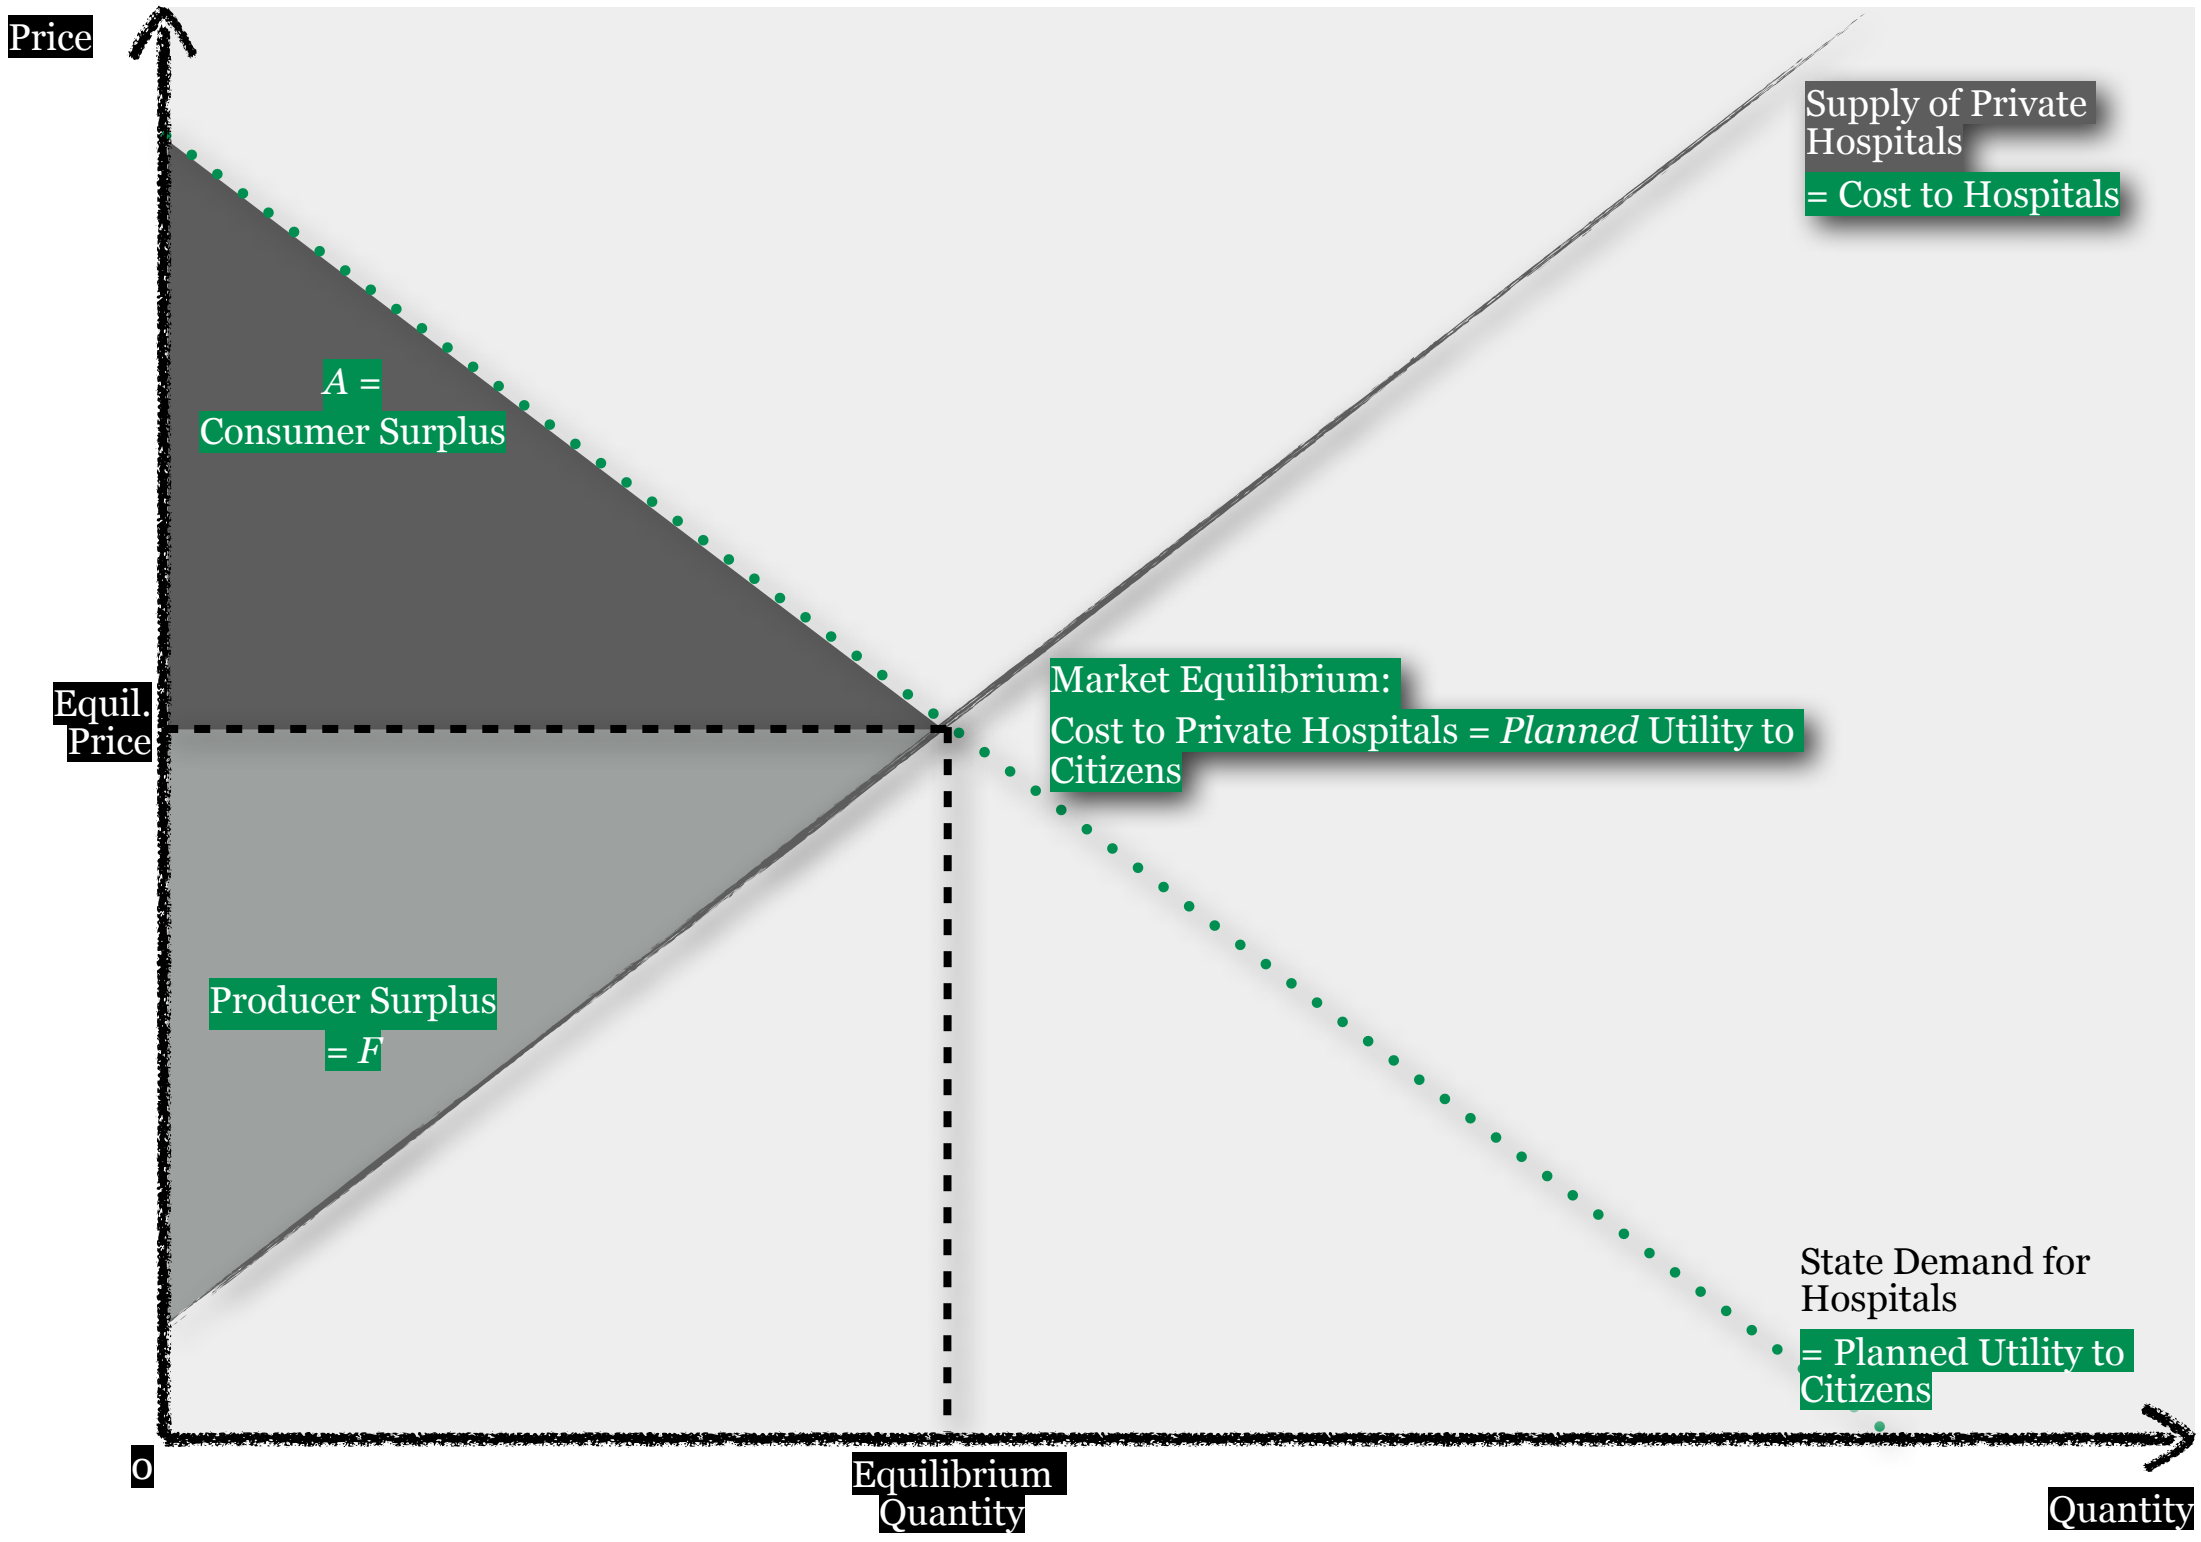 Price
Supply of Private
Hospitals
= Cost to Hospitals
A =
Consumer Surplus
Equil.
Price
Market Equilibrium:
Cost to Private Hospitals = Planned Utility to
Citizens
Producer Surplus
= F
State Demand for
Hospitals
= Planned Utility to
Citizens
0
Equilibrium
Quantity
Quantity